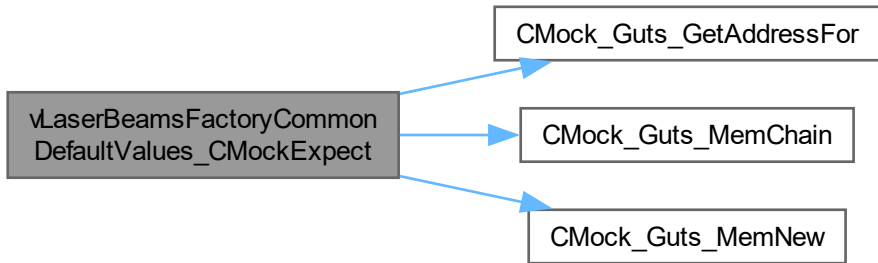 CMock_Guts_GetAddressFor
vLaserBeamsFactoryCommon
DefaultValues_CMockExpect
CMock_Guts_MemChain
CMock_Guts_MemNew